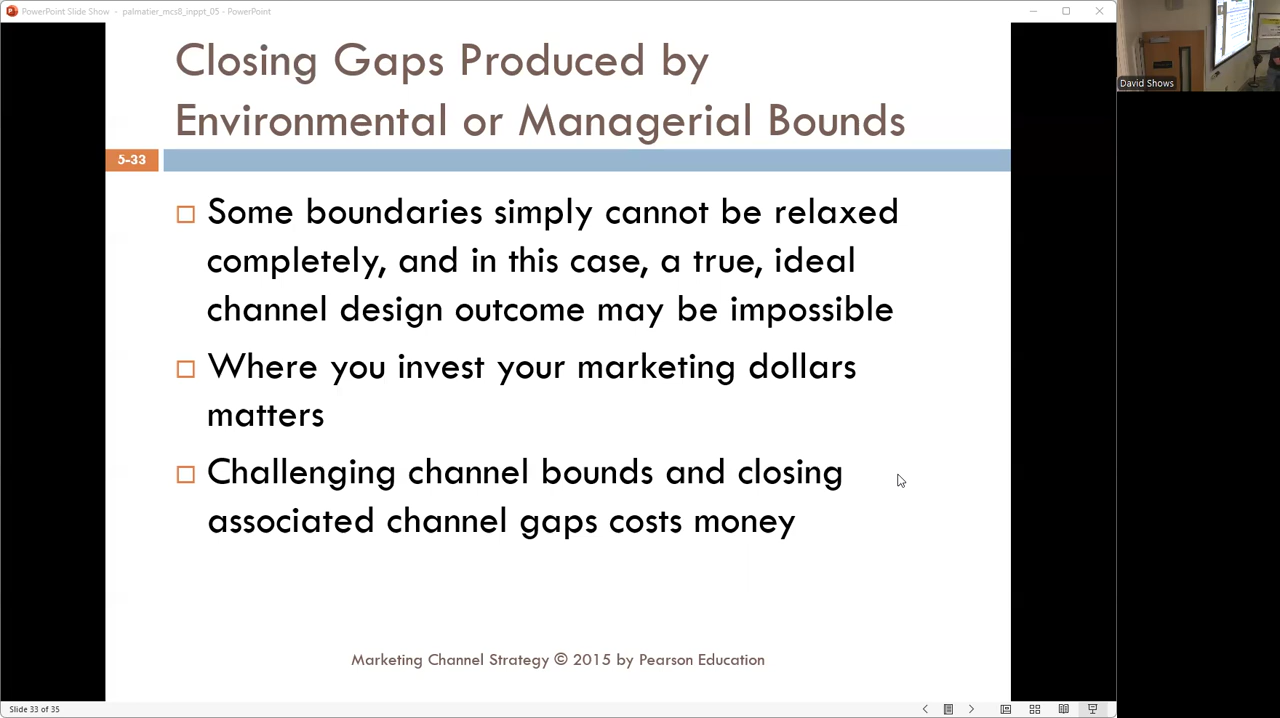 PowerPoint Slide Show - palmatier_mcs8_inppt_05 - PowerPoint
David Shows
Closing Gaps Produced by
Environmental or Managerial Bounds
5-33
Some boundaries simply cannot be relaxed
completely, and in this case, a true, ideal
channel design outcome may be impossible
Where you invest your marketing dollars
matters
Challenging channel bounds and closing
associated channel gaps costs money
Marketing Channel Strategy © 2015 by Pearson Education
Slide 33 of 35